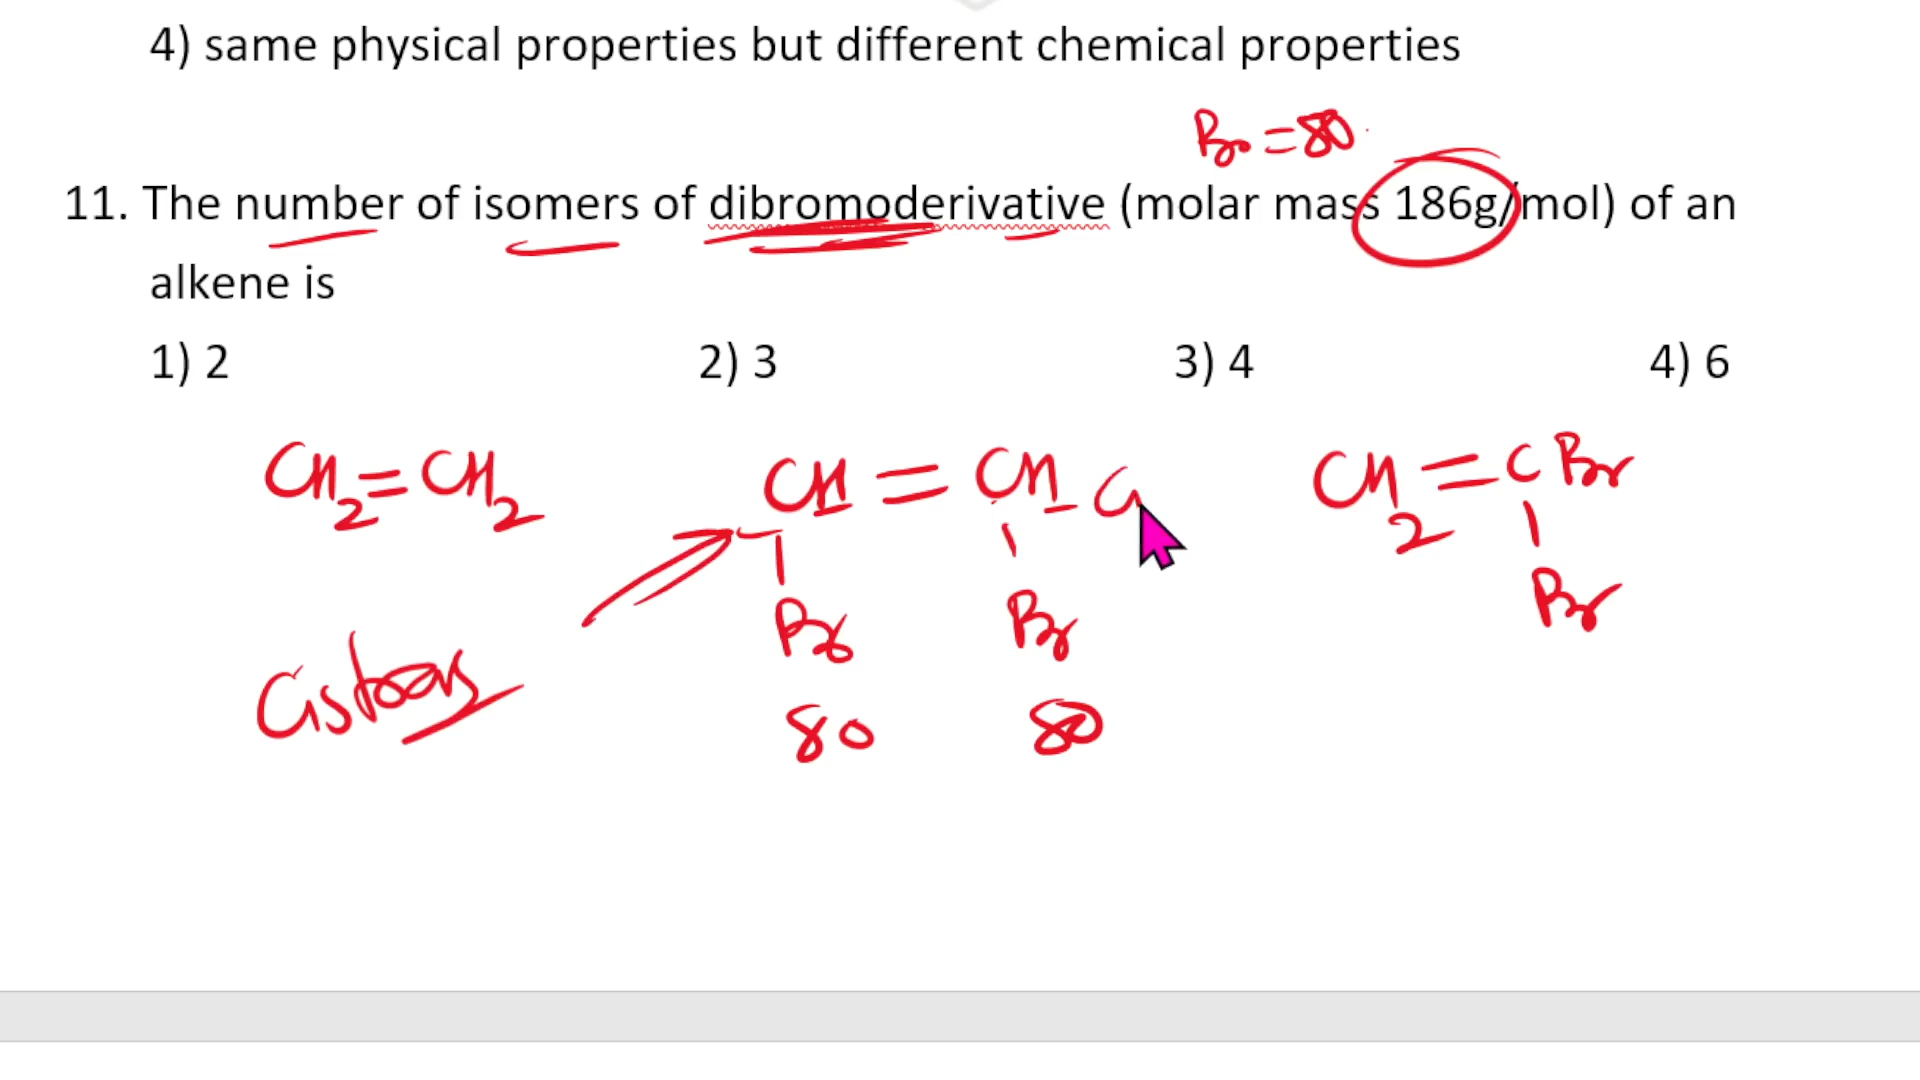 4) same physical properties but different chemical properties
Br = 80
11. The number of isomers of dibromoderivative (molar mass 186g/mol) of an
alkene is
1) 2 2) 3 3) 4 4) 6
CH2=CH2 CH = CH CH2 = CBr
Br Br Br
Cistrans
80 80